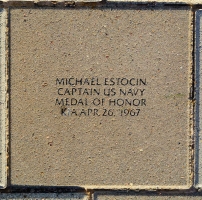 MICHAEL ESTOCIN
CAPTAIN US NAVY
MEDAL OF HONOR
K.I.A. APR. 26, 1967